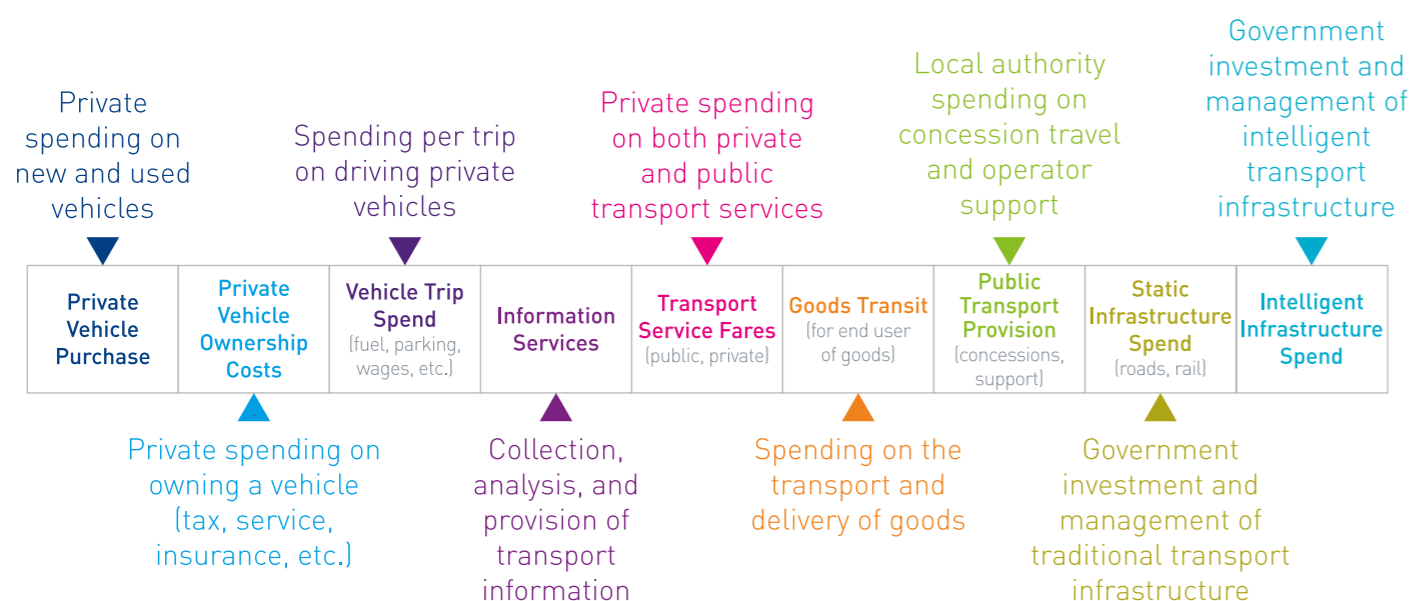 Private
spending on
new and used
vehicles
Spending per trip
on driving private
vehicles
Private spending
on both private
and public
transport services
Local authority
spending on
concession travel
and operator
support
Government
investment and
management of
intelligent
transport
infrastructure
Private
Vehicle
Purchase
Private
Vehicle
Ownership
Costs
Vehicle Trip
Spend
(fuel, parking,
wages, etc.)
Information
Services
Transport
Service Fares
(public, private)
Goods Transit
(for end user
of goods)
Public
Transport
Provision
(concessions,
support)
Static
Infrastructure
Spend
(roads, rail)
Intelligent
Infrastructure
Spend
Private spending on
owning a vehicle
(tax, service,
insurance, etc.)
Collection,
analysis, and
provision of
transport
information
Spending on the
transport and
delivery of goods
Government
investment and
management of
traditional transport
infrastructure